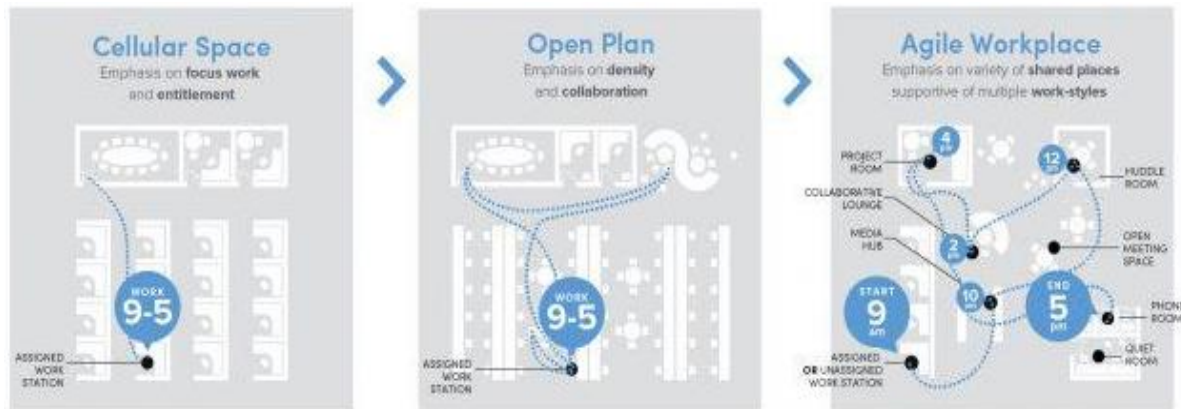 Cellular Space
Emphasis on focus work
and entitlement
WORK
9-5
ASSIGNED
WORK
STATION
Open Plan
Emphasis on density
and collaboration
WORK
9-5
ASSIGNED
WORK
STATION
Agile Workplace
Emphasis on variety of shared places
supportive of multiple work-styles
4
pm
PROJECT
ROOM
12
pm
HUDDLE
ROOM
COLLABORATIVE
LOUNGE
MEDIA
HUB
2
pm
OPEN
MEETING
SPACE
10
am
START
9
am
END
5
pm
PHONE
ROOM
QUIET
ROOM
ASSIGNED
OR UNASSIGNED
WORK STATION